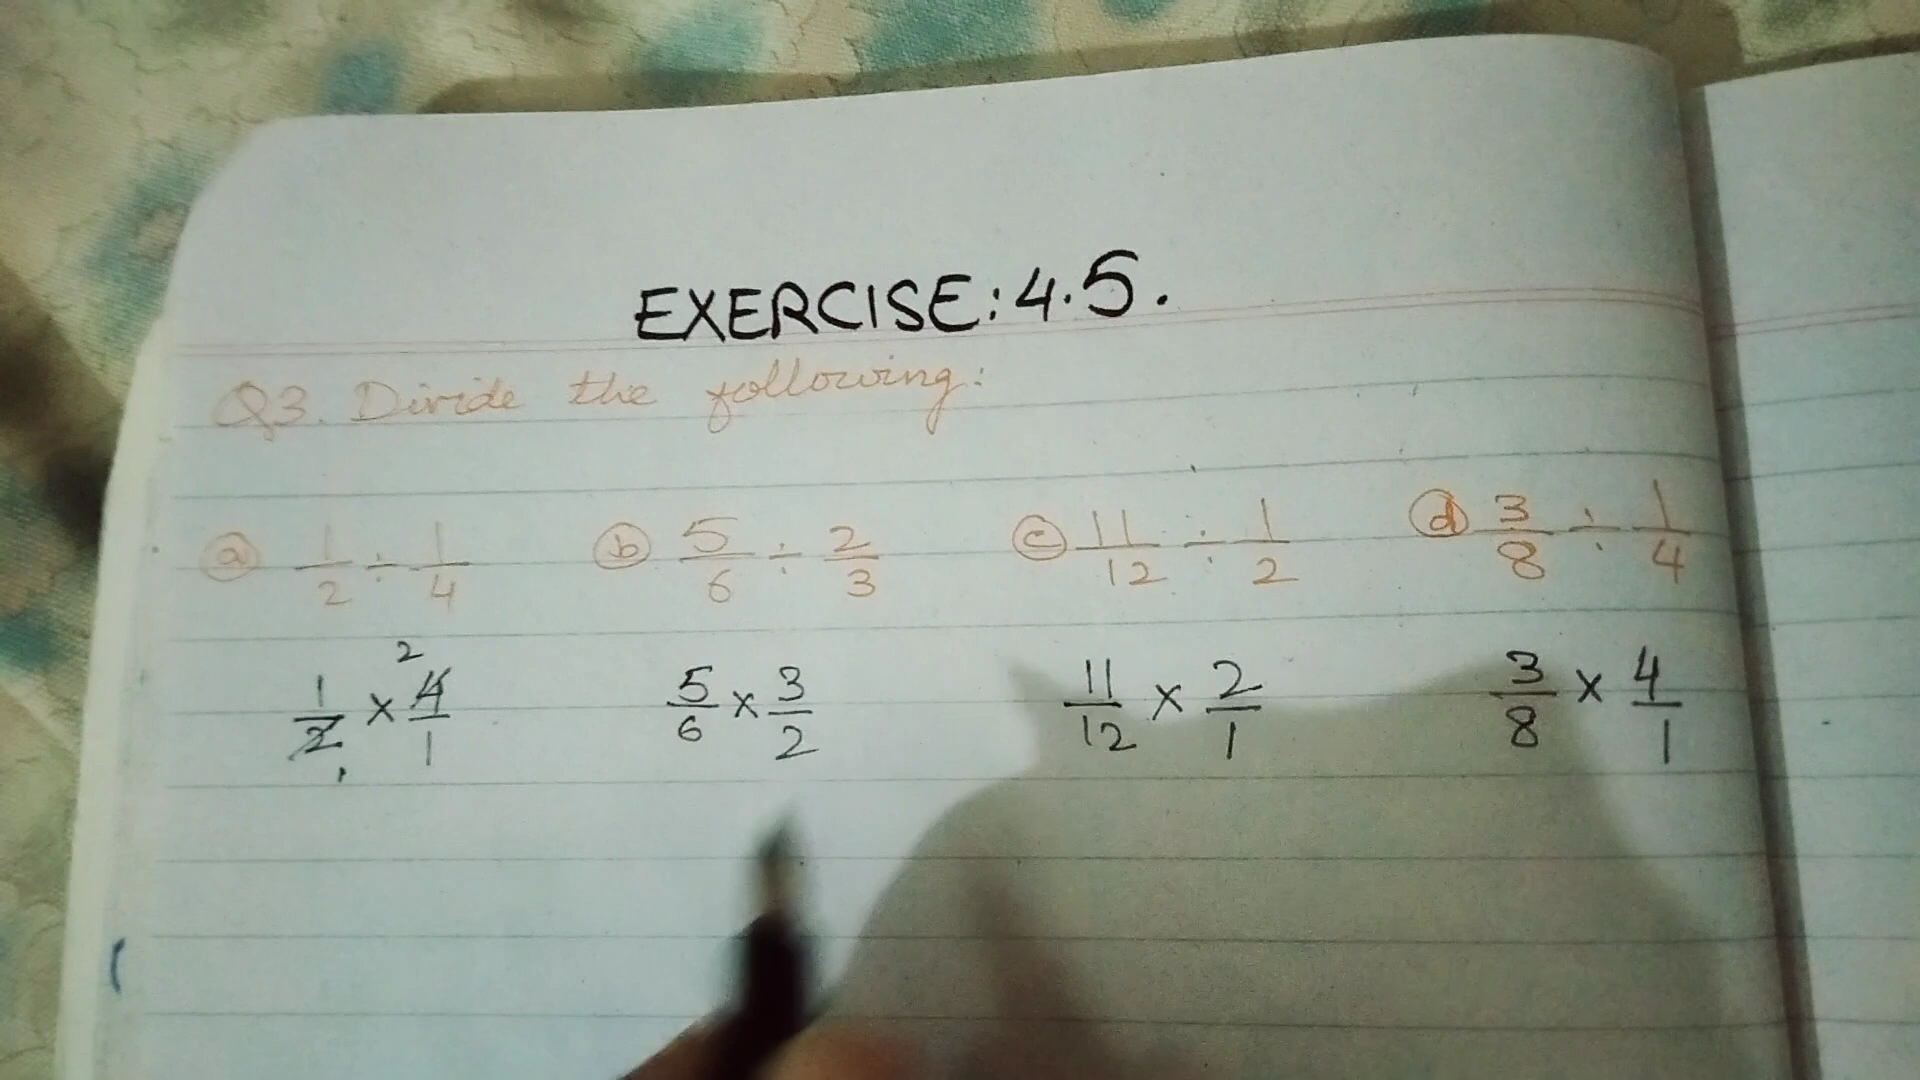 EXERCISE: 4.5.
Q3. Divide the following:
ⓐ 1/2 ÷ 1/4 ⓑ 5/6 ÷ 2/3 ⓒ 11/12 ÷ 1/2 ⓓ 3/8 ÷ 1/4
2
1/2 × 4/1 5/6 × 3/2 11/12 × 2/1 3/8 × 4/1
1